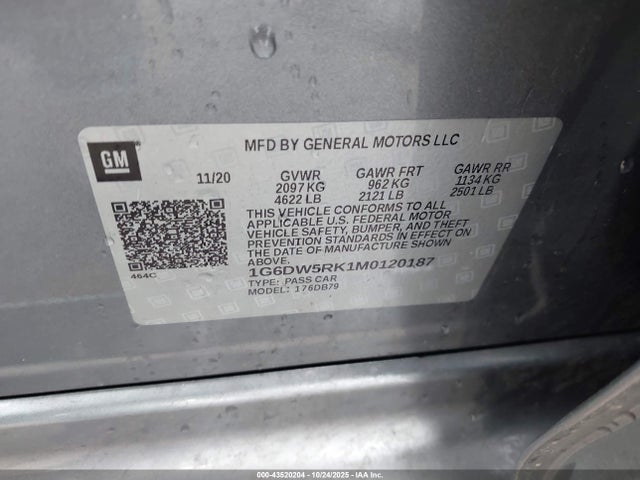 GM
MFD BY GENERAL MOTORS LLC
11/20 GVWR GAWR FRT GAWR RR
2097 KG 962 KG 1134 KG
4622 LB 2121 LB 2501 LB
THIS VEHICLE CONFORMS TO ALL
APPLICABLE U.S. FEDERAL MOTOR
VEHICLE SAFETY, BUMPER, AND THEFT
PREVENTION STANDARDS IN EFFECT ON
THE DATE OF MANUFACTURE SHOWN
ABOVE.
464C
1G6DW5RK1M0120187
TYPE: PASS CAR
MODEL: 176DB79
000-43520204 - 10/24/2025 - IAAI.COM